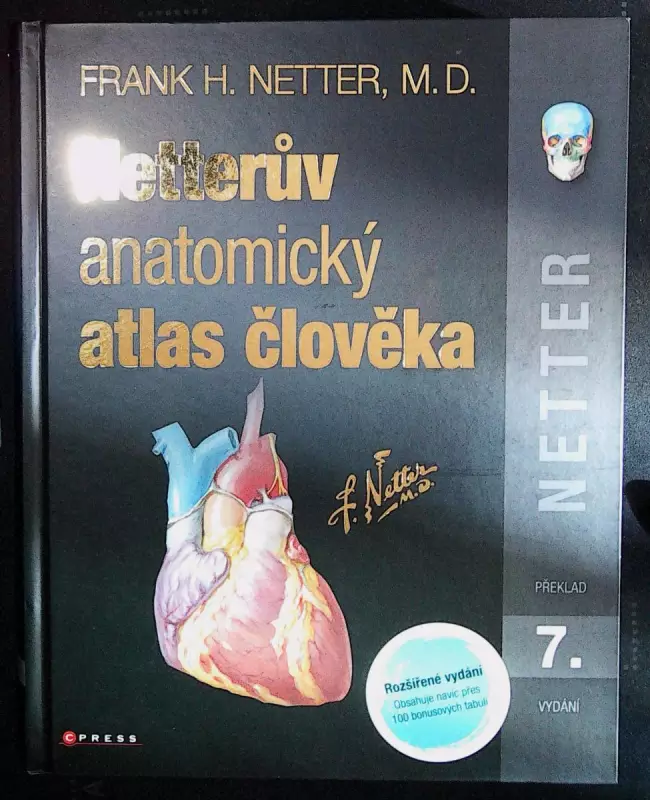 FRANK H. NETTER, M.D.
Netterův
anatomický
atlas člověka
NETTER
F. Netter
M.D.
PŘEKLAD
7.
VYDÁNÍ
Rozšířené vydání
Obsahuje navíc přes
100 bonusových tabulí
CPRESS